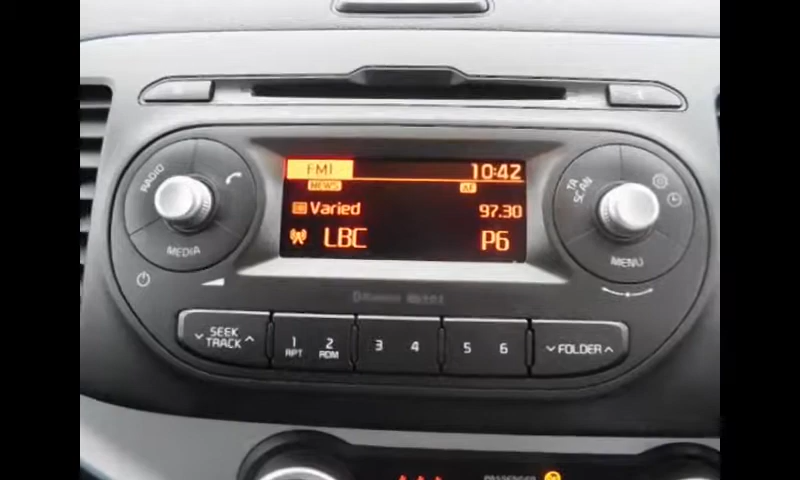 FM1 10:42
NEWS AF
Varied 97.30
LBC P6
RADIO
MEDIA
TA
SCAN
MENU
SEEK
TRACK
1 2 3 4 5 6
RPT RDM
FOLDER